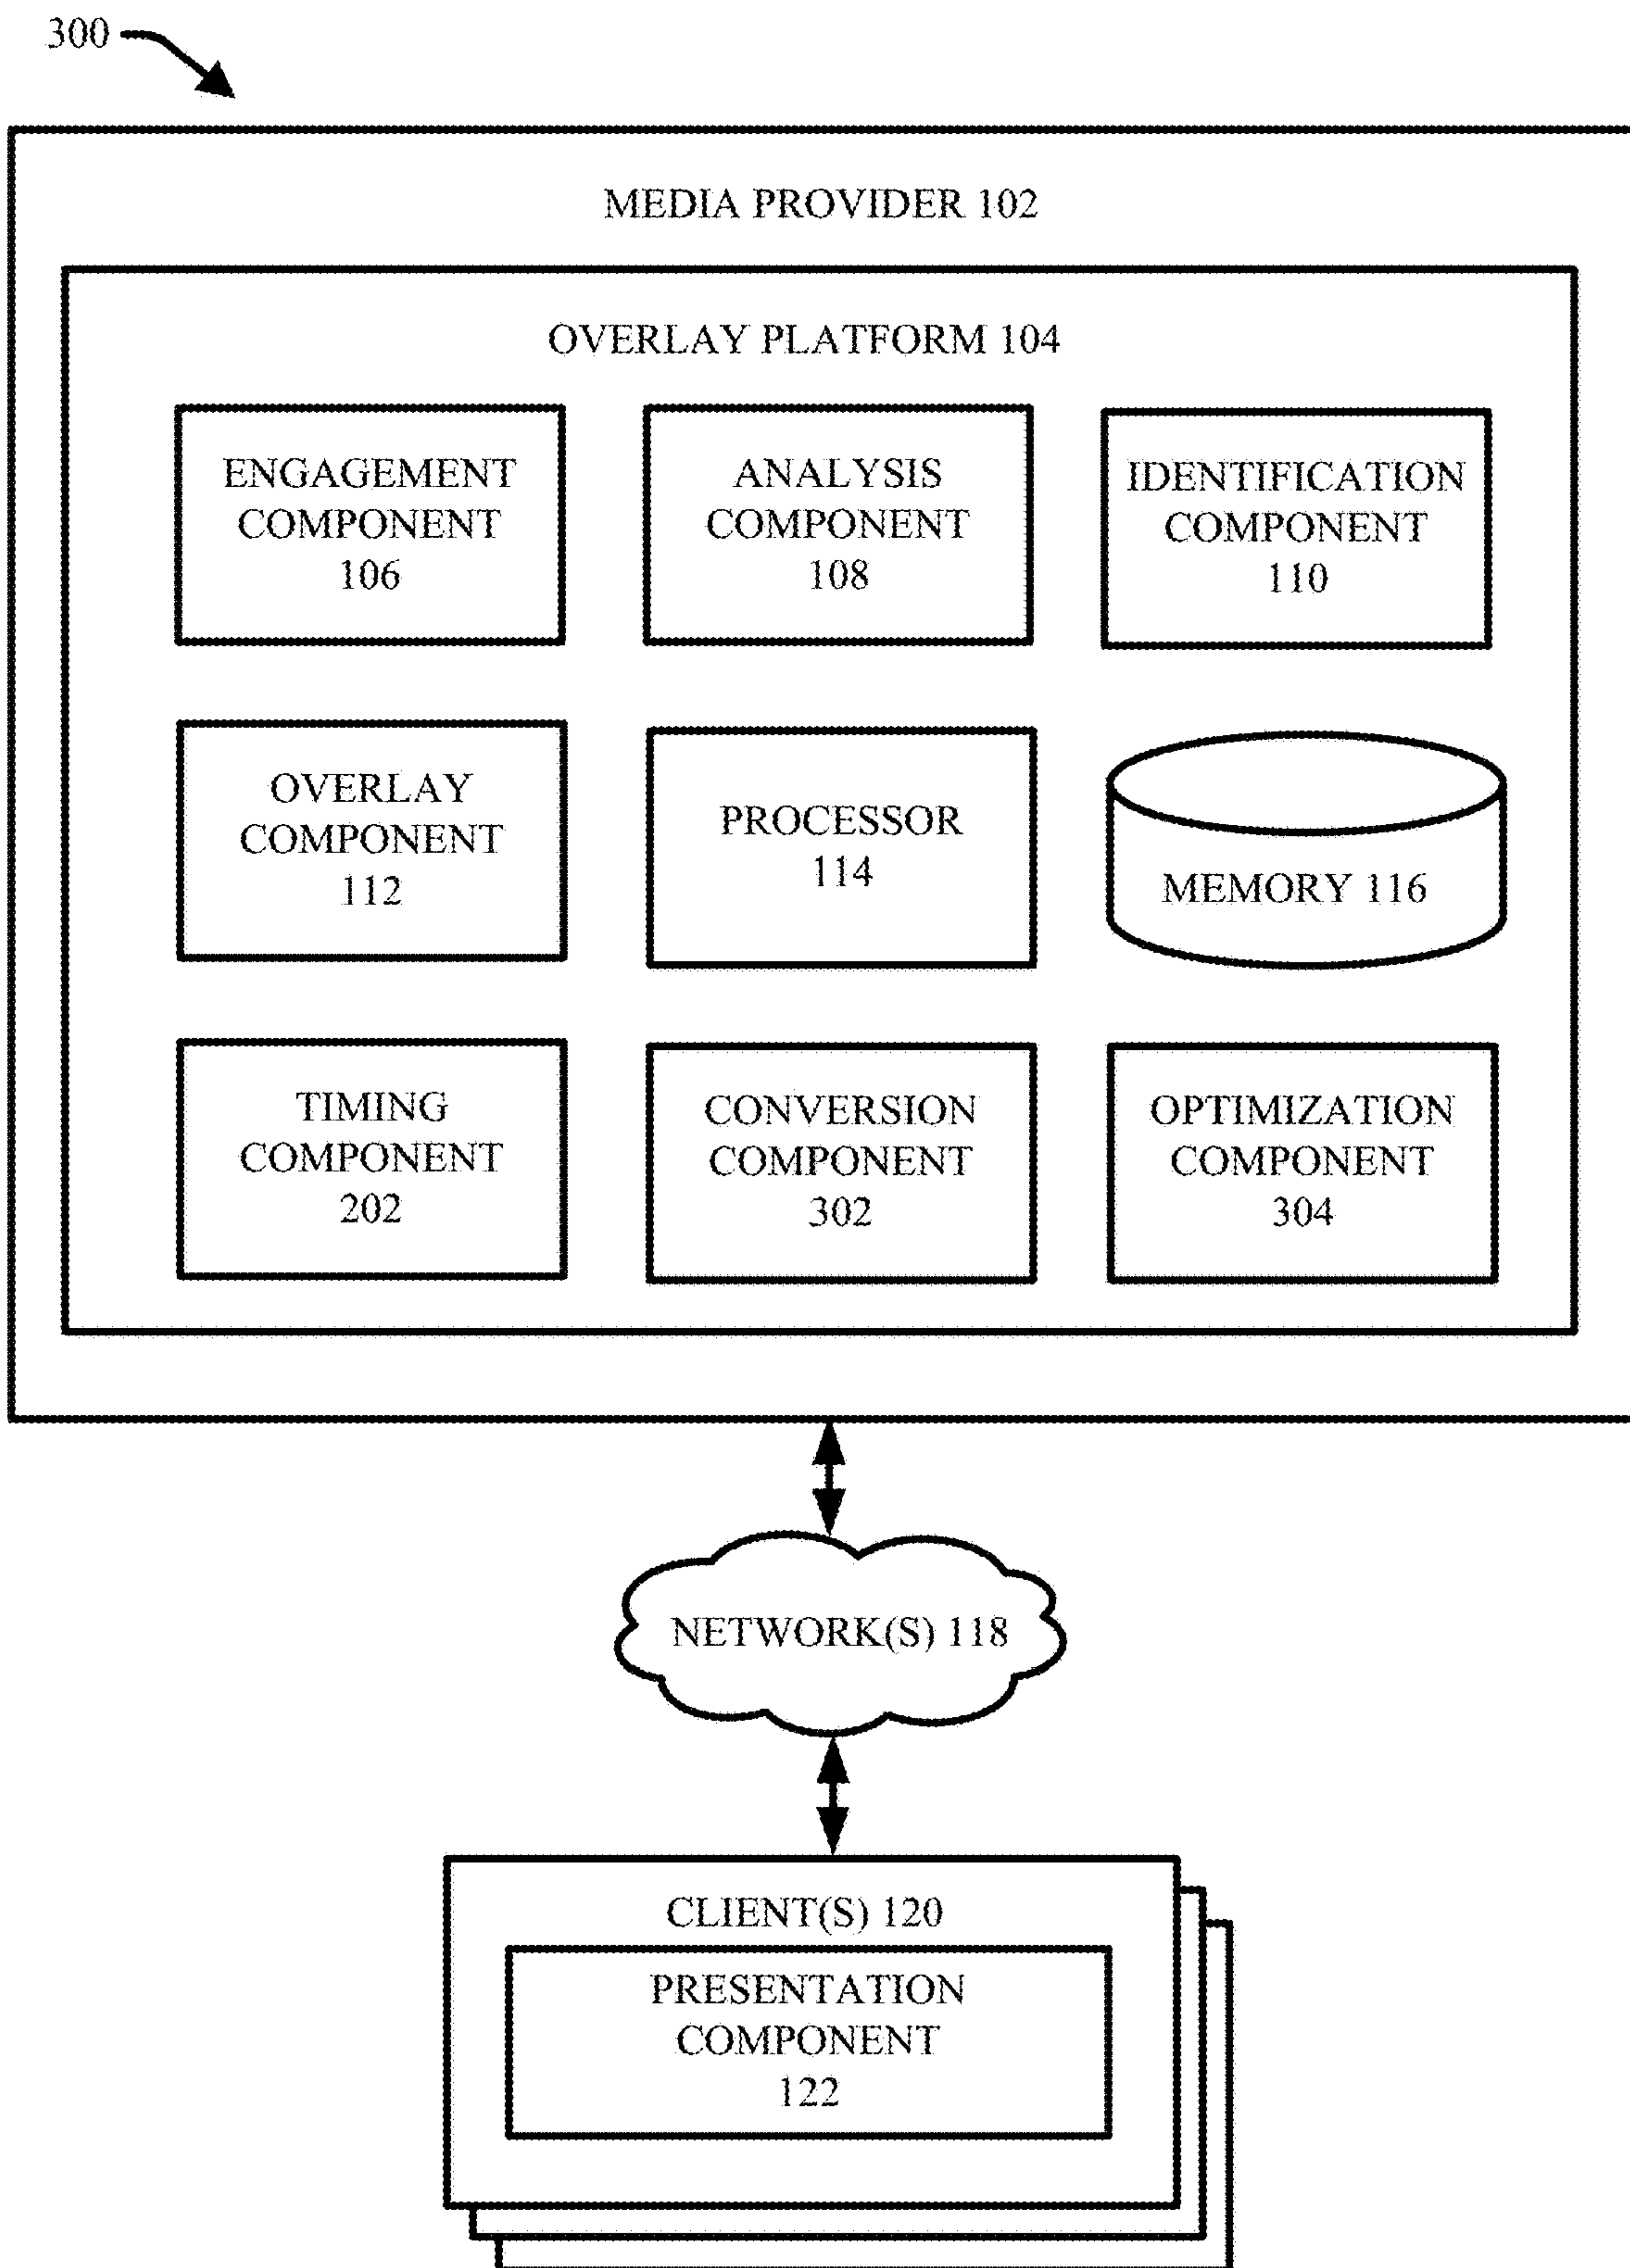 300
MEDIA PROVIDER 102
OVERLAY PLATFORM 104
ENGAGEMENT
COMPONENT
106
ANALYSIS
COMPONENT
108
IDENTIFICATION
COMPONENT
110
OVERLAY
COMPONENT
112
PROCESSOR
114
MEMORY 116
TIMING
COMPONENT
202
CONVERSION
COMPONENT
302
OPTIMIZATION
COMPONENT
304
NETWORK(S) 118
CLIENT(S) 120
PRESENTATION
COMPONENT
122